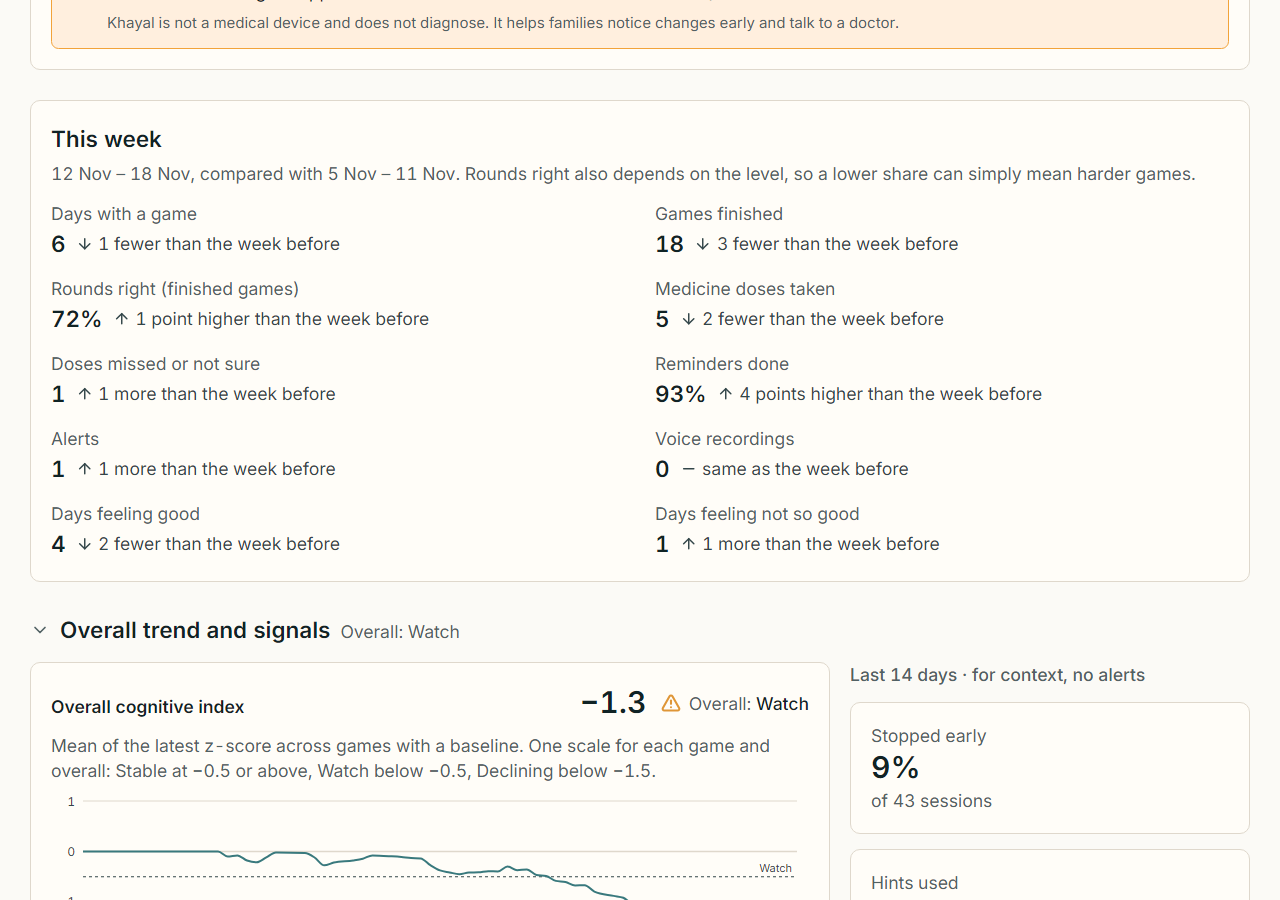 Khayal is not a medical device and does not diagnose. It helps families notice changes early and talk to a doctor.
This week
12 Nov – 18 Nov, compared with 5 Nov – 11 Nov. Rounds right also depends on the level, so a lower share can simply mean harder games.
Days with a game
6 ↓ 1 fewer than the week before
Games finished
18 ↓ 3 fewer than the week before
Rounds right (finished games)
72% ↑ 1 point higher than the week before
Medicine doses taken
5 ↓ 2 fewer than the week before
Doses missed or not sure
1 ↑ 1 more than the week before
Reminders done
93% ↑ 4 points higher than the week before
Alerts
1 ↑ 1 more than the week before
Voice recordings
0 – same as the week before
Days feeling good
4 ↓ 2 fewer than the week before
Days feeling not so good
1 ↑ 1 more than the week before
Overall trend and signals Overall: Watch
Overall cognitive index
−1.3 Overall: Watch
Mean of the latest z-score across games with a baseline. One scale for each game and
overall: Stable at −0.5 or above, Watch below −0.5, Declining below −1.5.
1
0
Watch
Last 14 days · for context, no alerts
Stopped early
9%
of 43 sessions
Hints used